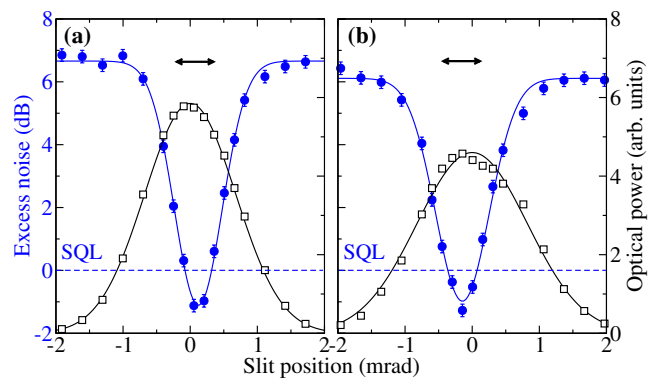 8
(a)
(b)
8
6
6
4
4
2
2
SQL
SQL
0
0
-2
-2
-1
0
1
2
-1
0
1
2
Excess noise (dB)
Optical power (arb. units)
Slit position (mrad)